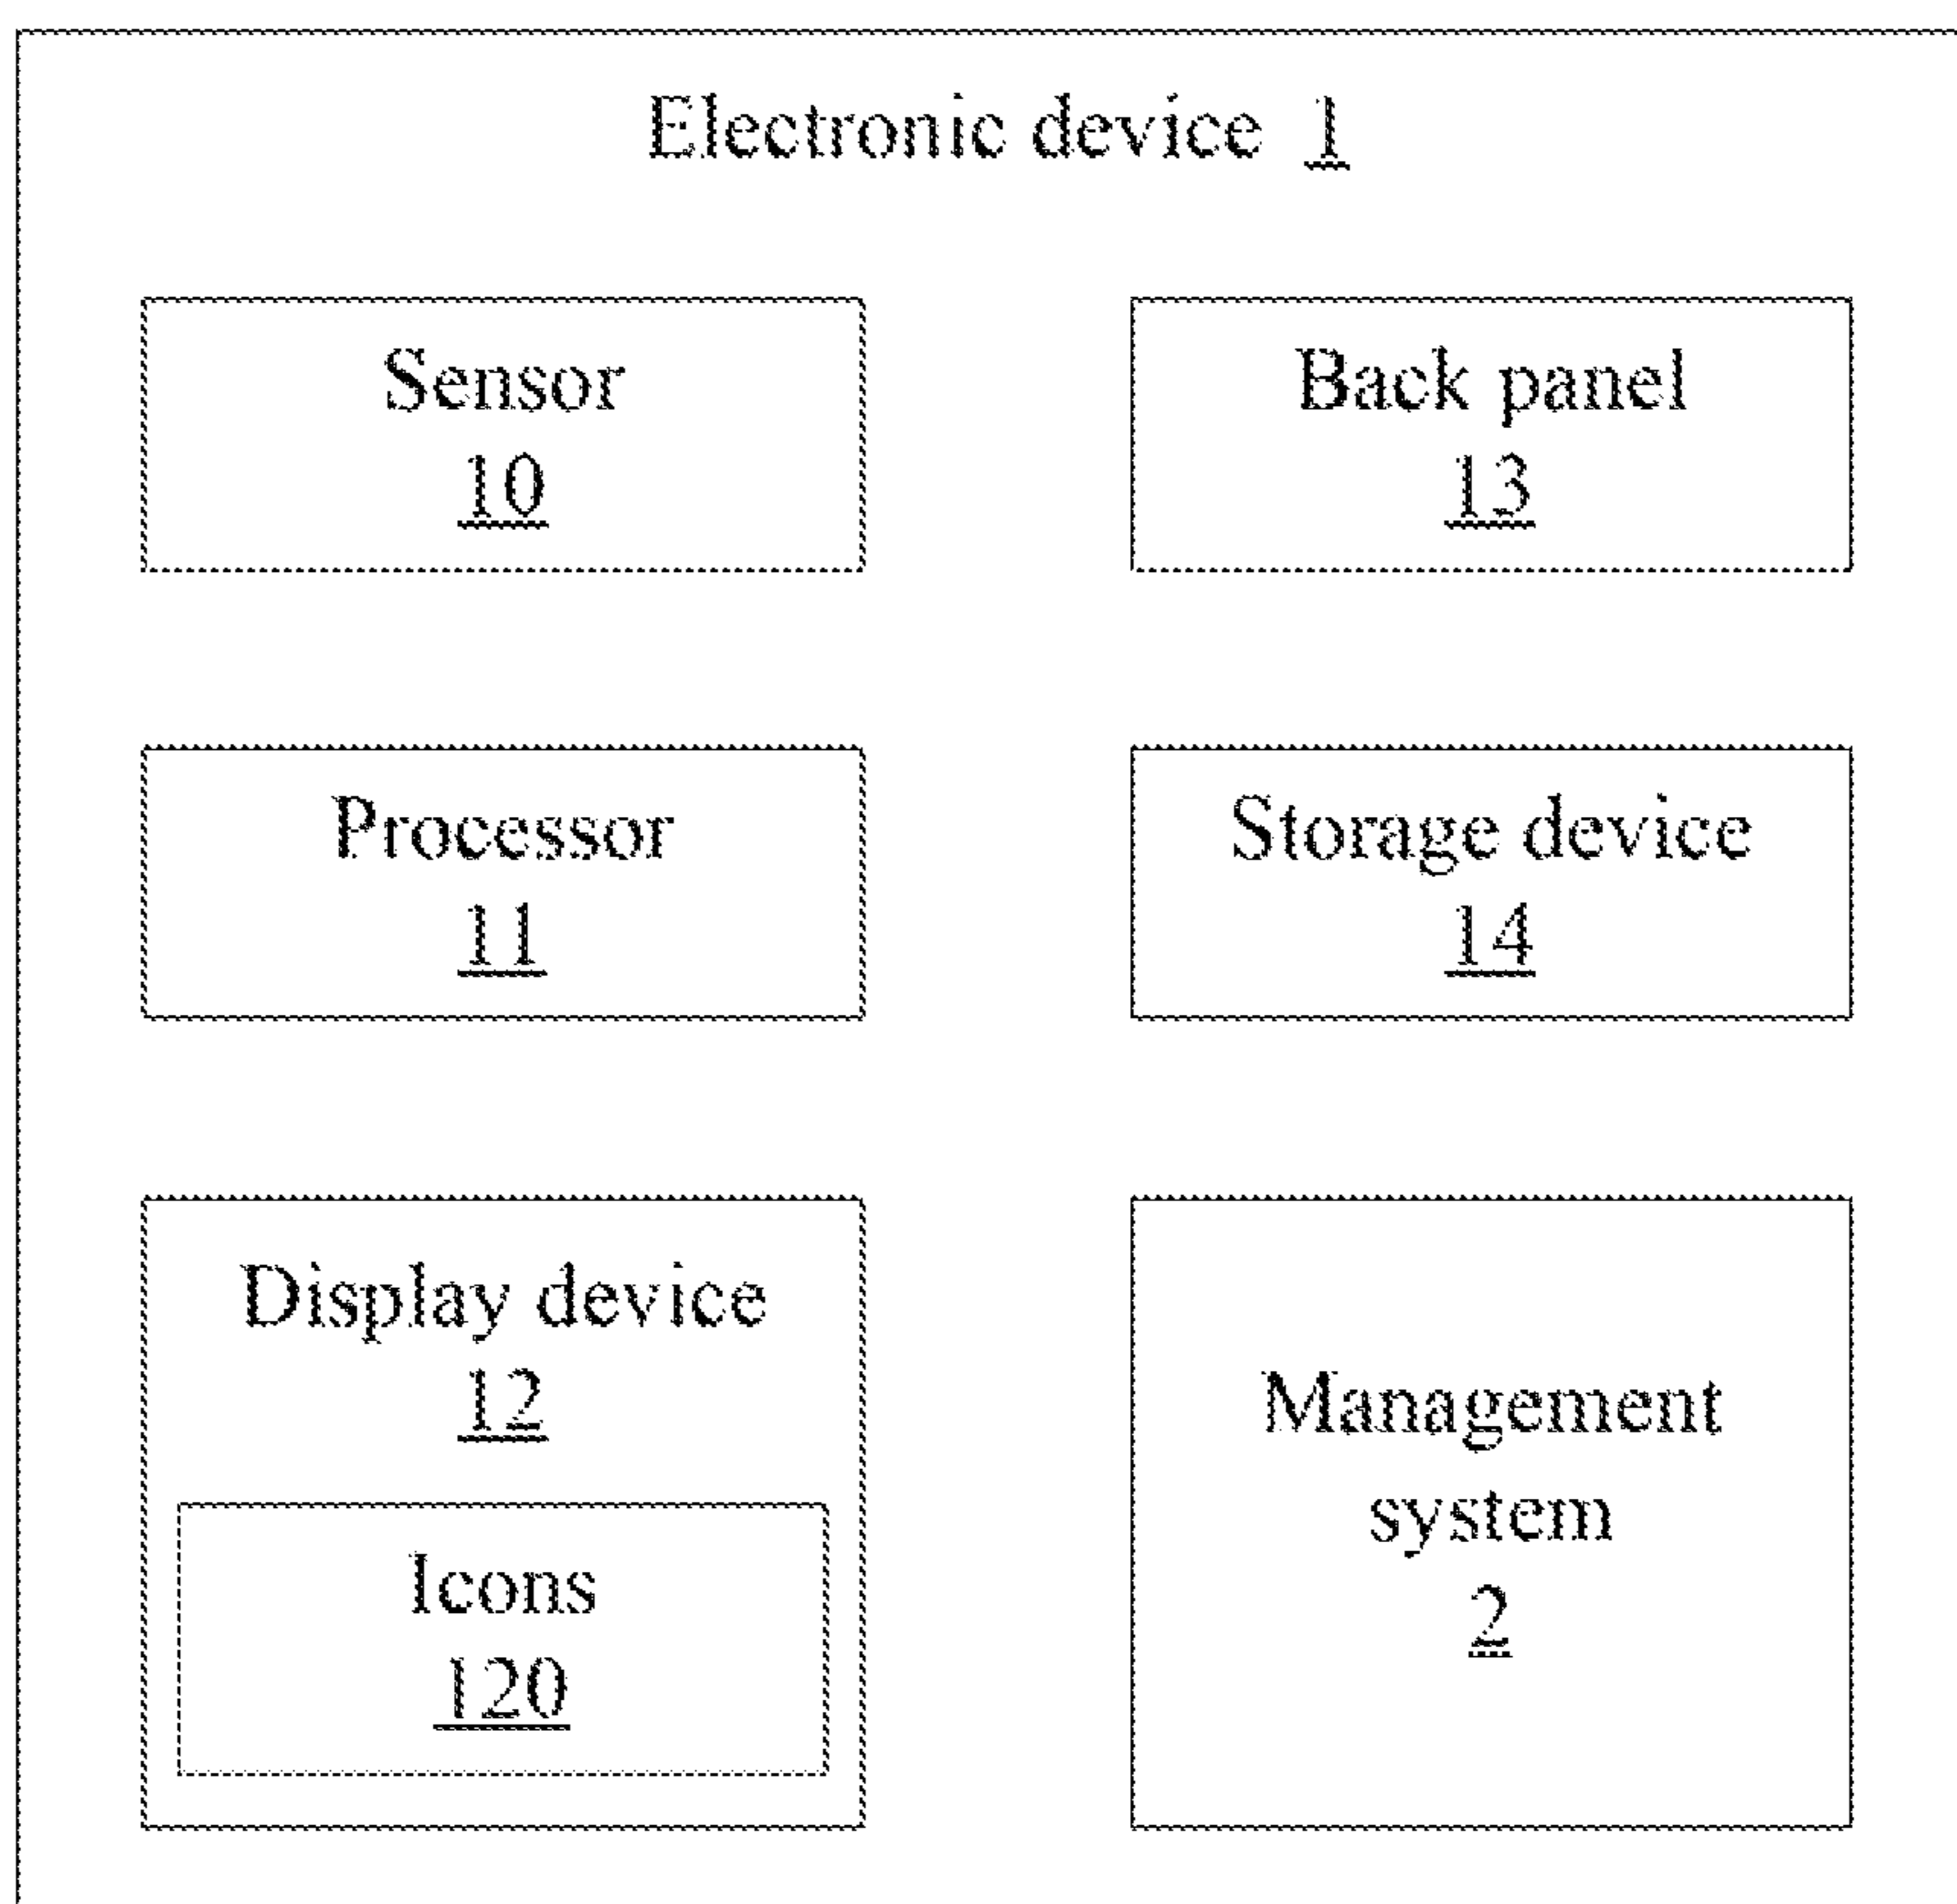 Electronic device 1
Sensor
10
Back panel
13
Processor
11
Storage device
14
Display device
12
Icons
120
Management
system
2